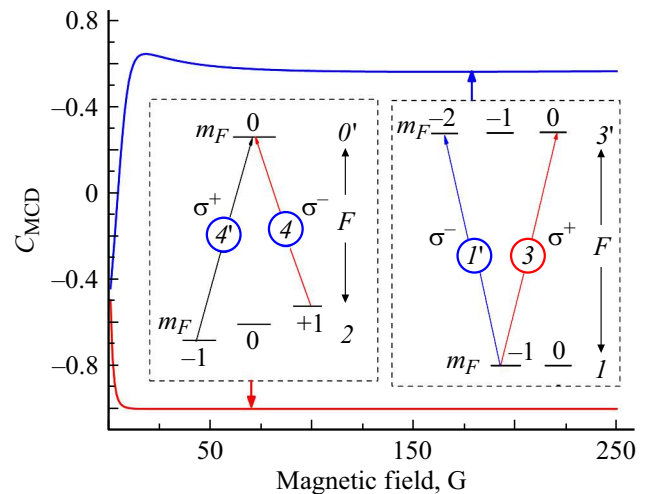 0.8
–0.4
0
–0.4
–0.8
C_MCD
m_F 0 0'
σ⁺ σ⁻
4' 4
F
m_F
–1 0 +1 2
m_F –2 –1 0 3'
σ⁻ σ⁺
1' 3
F
m_F –1 0 1
50 150 250
Magnetic field, G